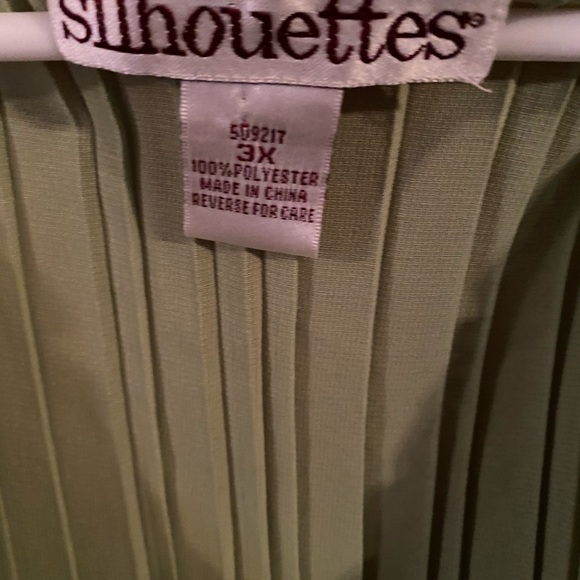 Silhouettes®
509217
3X
100%POLYESTER
MADE IN CHINA
REVERSE FOR CARE